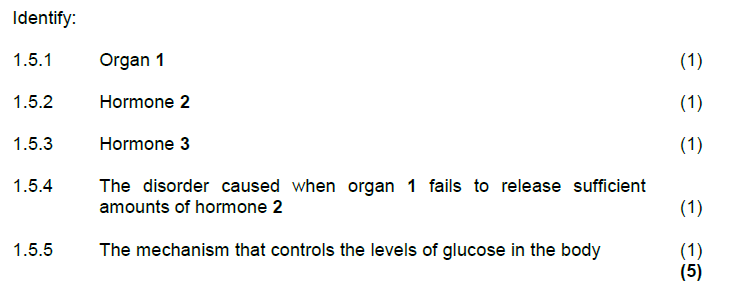 Identify:
1.5.1 Organ 1 (1)
1.5.2 Hormone 2 (1)
1.5.3 Hormone 3 (1)
1.5.4 The disorder caused when organ 1 fails to release sufficient
amounts of hormone 2 (1)
1.5.5 The mechanism that controls the levels of glucose in the body (1)
(5)